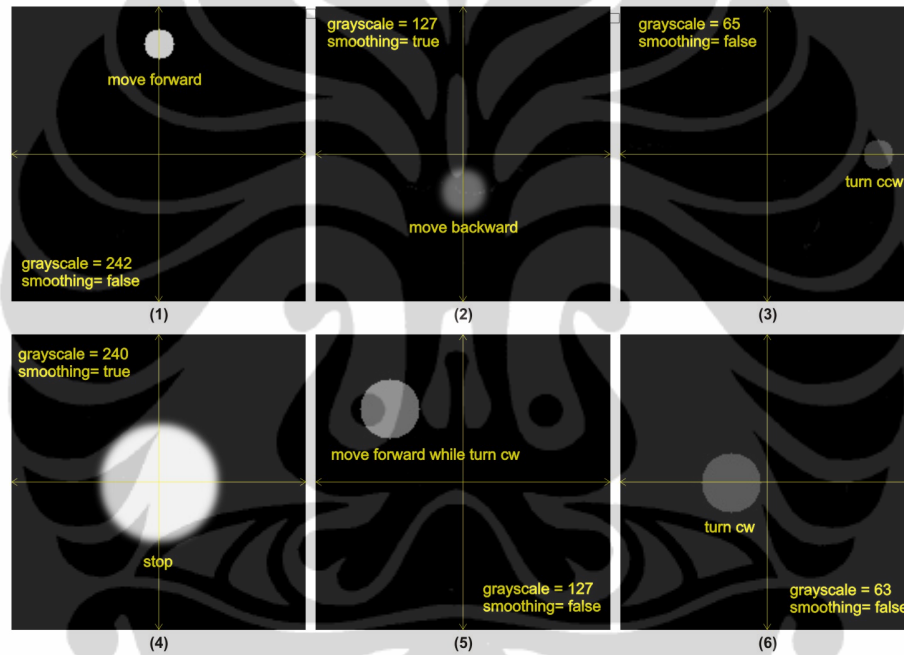 grayscale = 127
smoothing= true
grayscale = 65
smoothing= false
move forward
turn ccw
move backward
grayscale = 242
smoothing= false
(1)
(2)
(3)
grayscale = 240
smoothing= true
move forward while turn cw
turn cw
stop
grayscale = 127
smoothing= false
grayscale = 63
smoothing= false
(4)
(5)
(6)